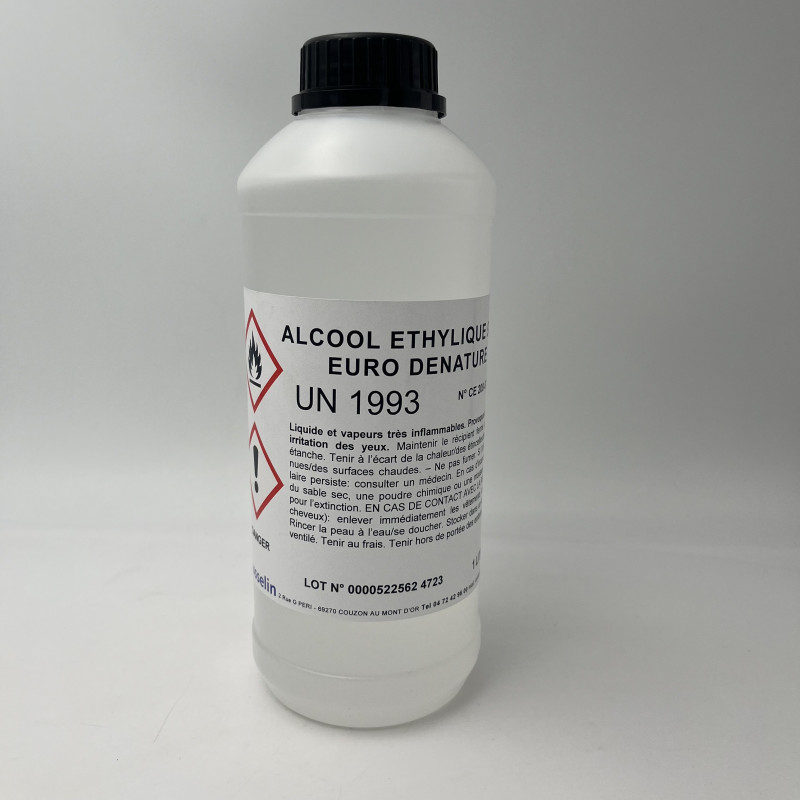 ALCOOL ETHYLIQUE
EURO DENATURE
UN 1993
N° CE
Liquide et vapeurs très inflammables.
irritation des yeux. Maintenir le récipient
étanche. Tenir à l'écart de la chaleur/des
nues/des surfaces chaudes. – Ne pas fumer.
laire persiste: consulter un médecin. En cas
du sable sec, une poudre chimique ou une
pour l'extinction. EN CAS DE CONTACT AVEC
cheveux): enlever immédiatement les
Rincer la peau à l'eau/se doucher. Stocker
ventilé. Tenir au frais. Tenir hors de portée des
LOT N° 0000522562 4723
2 Rue G PERI - 69270 COUZON AU MONT D'OR Tel 04 72 42